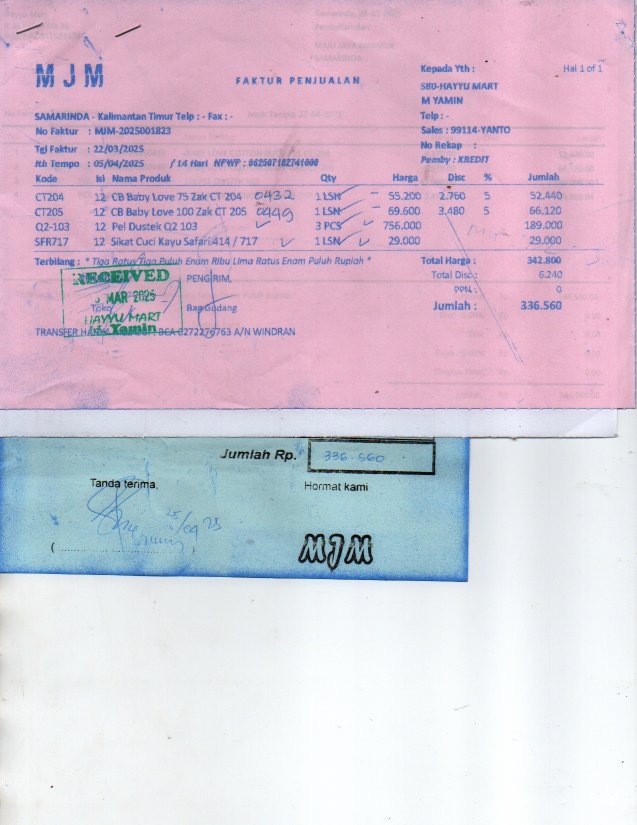 M J M
FAKTUR PENJUALAN
Kepada Yth :
Hal 1 of 1
580-HAYYU MART
M YAMIN
SAMARINDA - Kalimantan Timur Telp : - Fax : -
Telp : -
No Faktur : MJM-2025001823
Sales : 99114-YANTO
Tgl Faktur : 22/03/2025
No Rekap :
Jth Tempo : 05/04/2025 / 14 Hari NPWP : 862507182741000
Pemby : KREDIT
Kode Isi Nama Produk Qty Harga Disc % Jumlah
CT204 12 CB Baby Love 75 Zak CT 204 0432 1 LSN 55.200 2.760 5 52.440
CT205 12 CB Baby Love 100 Zak CT 205 0449 1 LSN 69.600 3.480 5 66.120
Q2-103 12 Pel Dustek Q2 103 3 PCS 756.000 189.000
SFR717 12 Sikat Cuci Kayu Safari 414 / 717 1 LSN 29.000 29.000
Terbilang : * Tiga Ratus Tiga Puluh Enam Ribu Lima Ratus Enam Puluh Rupiah *
Total Harga : 342.800
Total Disc : 6.240
PPN : 0
Jumlah : 336.560
RECEIVED
MAR 2025
HAYYU MART
Yamin
Toko
PENGIRIM,
Bag.Gudang
TRANSFER BCA 0272276763 A/N WINDRAN
Jumlah Rp. 336.560
Tanda terima,
Hormat kami
25/04 25
MJM